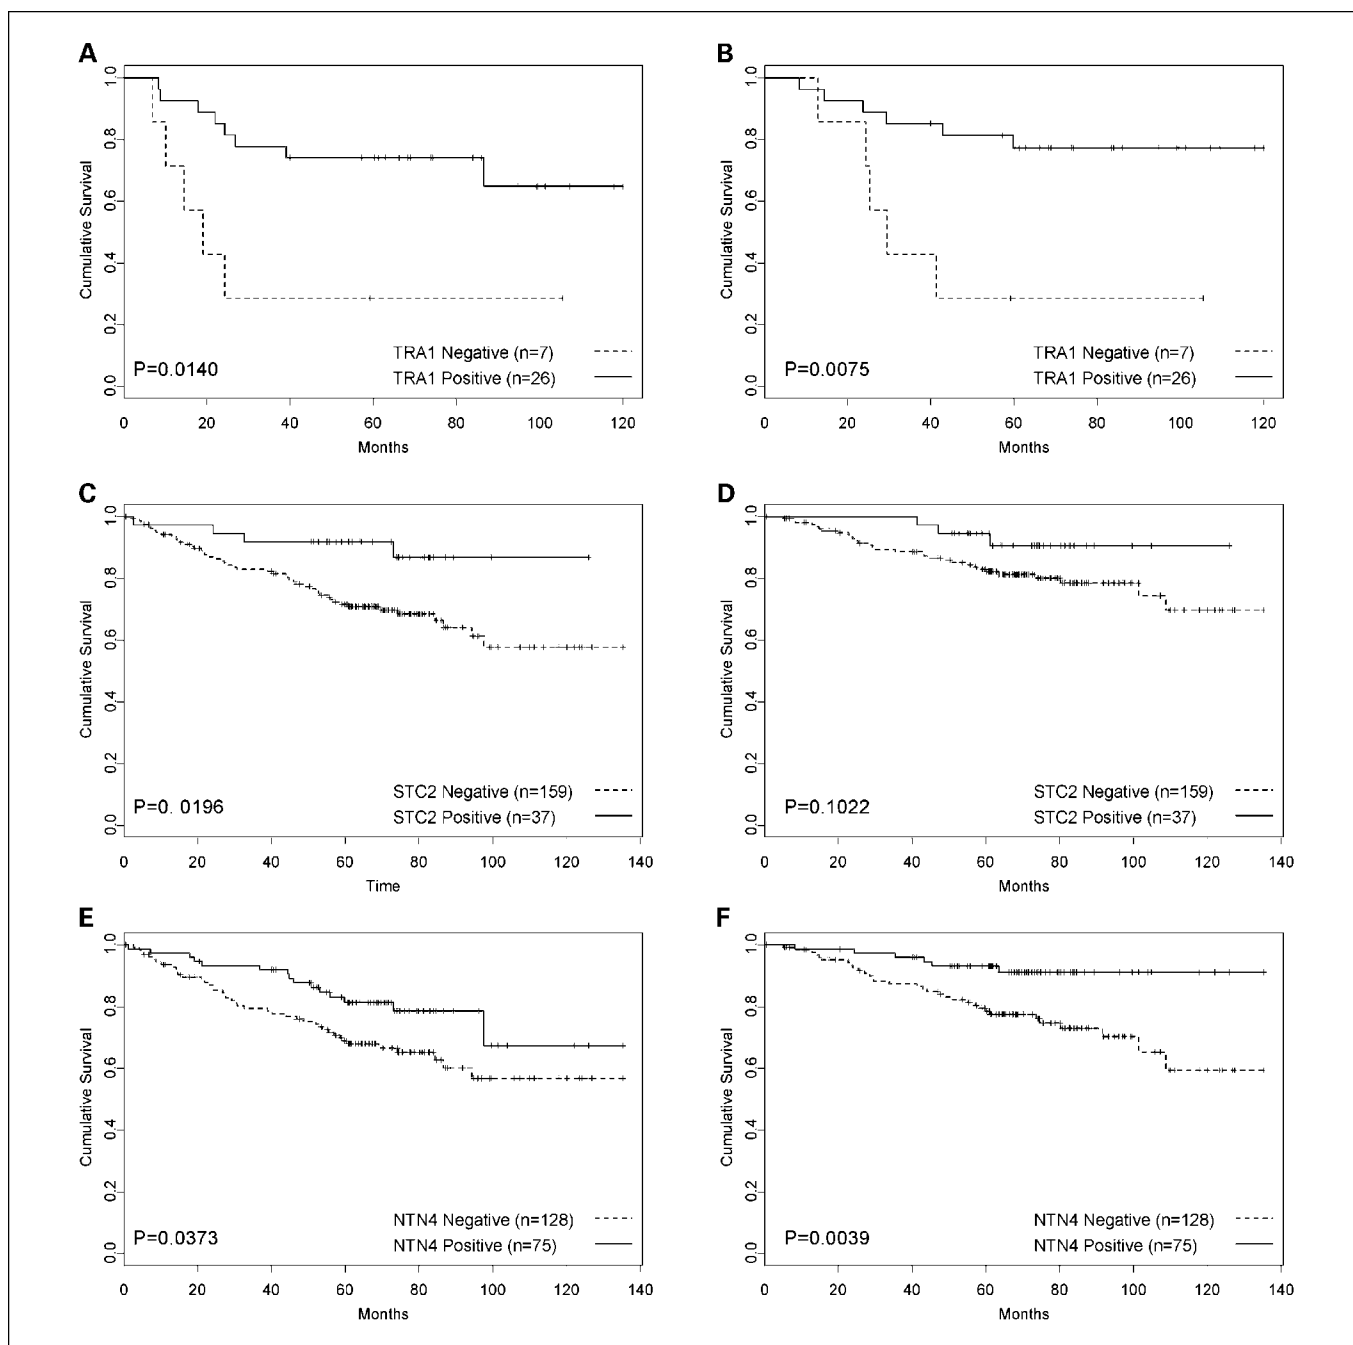 A
Cumulative Survival
1.0
0.8
0.6
0.4
0.2
0.0
TRA1 Negative (n=7)
TRA1 Positive (n=26)
P=0.0140
0 20 40 60 80 100 120
Months
B
Cumulative Survival
1.0
0.8
0.6
0.4
0.2
0.0
TRA1 Negative (n=7)
TRA1 Positive (n=26)
P=0.0075
0 20 40 60 80 100 120
Months
C
Cumulative Survival
1.0
0.8
0.6
0.4
0.2
0.0
STC2 Negative (n=159)
STC2 Positive (n=37)
P=0. 0196
0 20 40 60 80 100 120 140
Time
D
Cumulative Survival
1.0
0.8
0.6
0.4
0.2
0.0
STC2 Negative (n=159)
STC2 Positive (n=37)
P=0.1022
0 20 40 60 80 100 120 140
Months
E
Cumulative Survival
1.0
0.8
0.6
0.4
0.2
0.0
NTN4 Negative (n=128)
NTN4 Positive (n=75)
P=0.0373
0 20 40 60 80 100 120 140
Months
F
Cumulative Survival
1.0
0.8
0.6
0.4
0.2
0.0
NTN4 Negative (n=128)
NTN4 Positive (n=75)
P=0.0039
0 20 40 60 80 100 120 140
Months